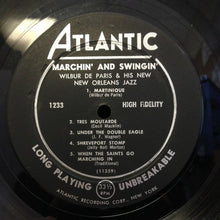 ATLANTIC
MARCHIN' AND SWINGIN'
WILBUR DE PARIS & HIS NEW
NEW ORLEANS JAZZ
1. MARTINIQUE
(Wilbur de Paris)
1233 HIGH FIDELITY
2. TRES MOUTARDE
(Cecil Macklin)
3. UNDER THE DOUBLE EAGLE
(J. F. Wagner)
4. SHREVEPORT STOMP
(Jelly Roll Morton)
5. WHEN THE SAINTS GO
MARCHING IN
(Traditional)
(11359)
LONG PLAYING 33⅓ RPM UNBREAKABLE
ATLANTIC RECORDING CORP., NEW YORK